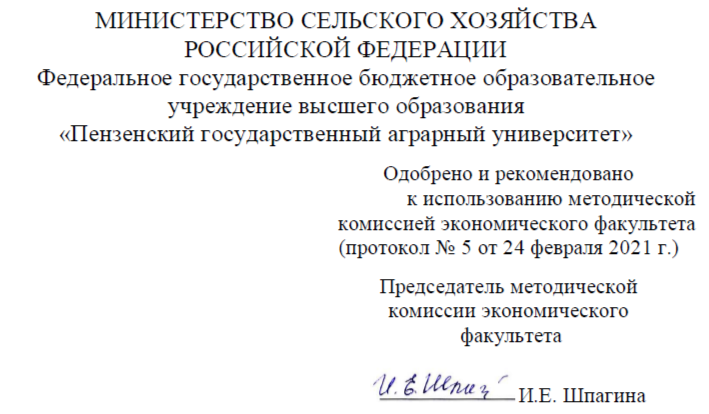 МИНИСТЕРСТВО СЕЛЬСКОГО ХОЗЯЙСТВА
РОССИЙСКОЙ ФЕДЕРАЦИИ
Федеральное государственное бюджетное образовательное
учреждение высшего образования
«Пензенский государственный аграрный университет»
Одобрено и рекомендовано
к использованию методической
комиссией экономического факультета
(протокол № 5 от 24 февраля 2021 г.)
Председатель методической
комиссии экономического
факультета
И.Е. Шпагина